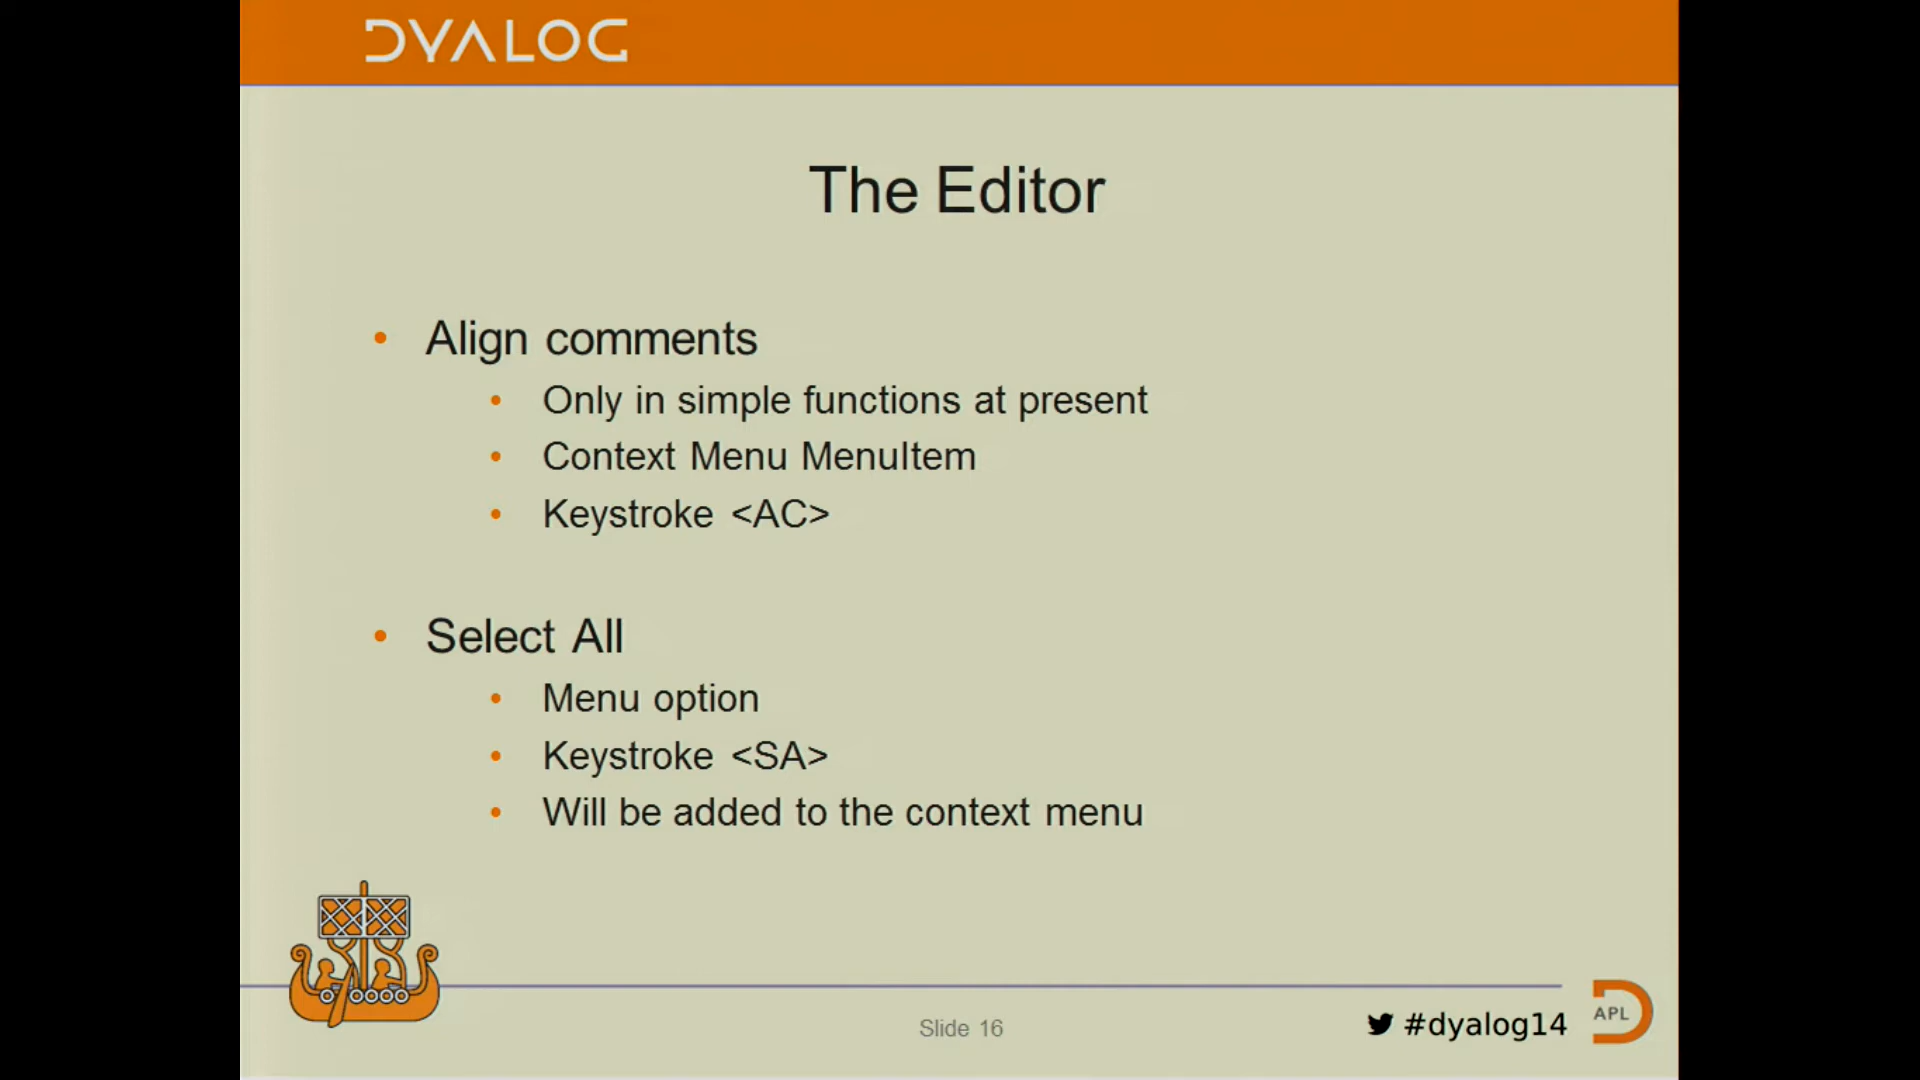 DYALOG
The Editor
• Align comments
• Only in simple functions at present
• Context Menu MenuItem
• Keystroke <AC>
• Select All
• Menu option
• Keystroke <SA>
• Will be added to the context menu
Slide 16
#dyalog14
APL